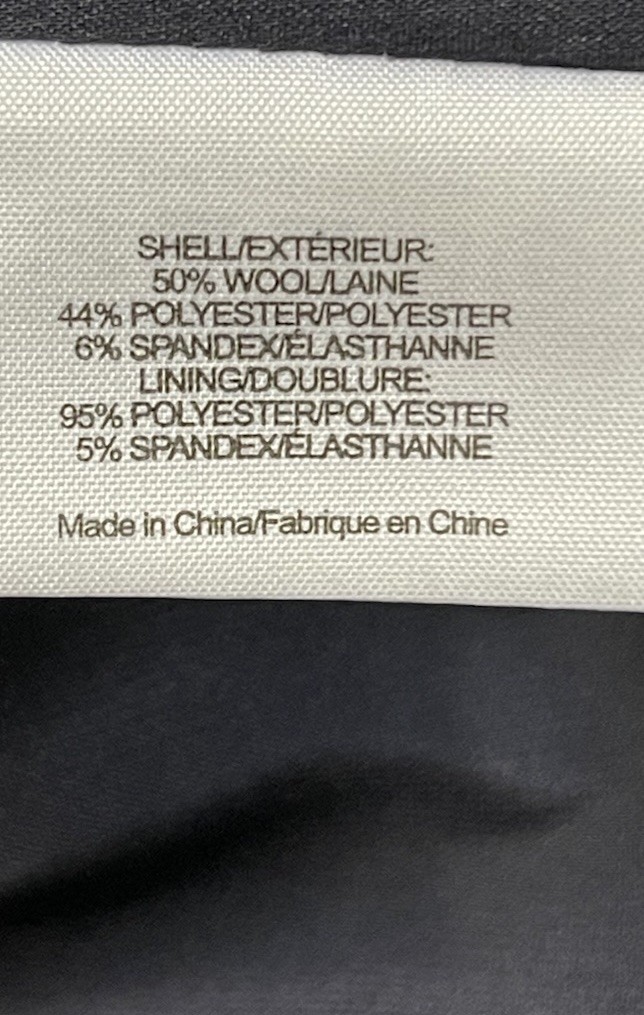 SHELL/EXTÉRIEUR:
50% WOOL/LAINE
44% POLYESTER/POLYESTER
6% SPANDEX/ÉLASTHANNE
LINING/DOUBLURE:
95% POLYESTER/POLYESTER
5% SPANDEX/ÉLASTHANNE
Made in China/Fabrique en Chine